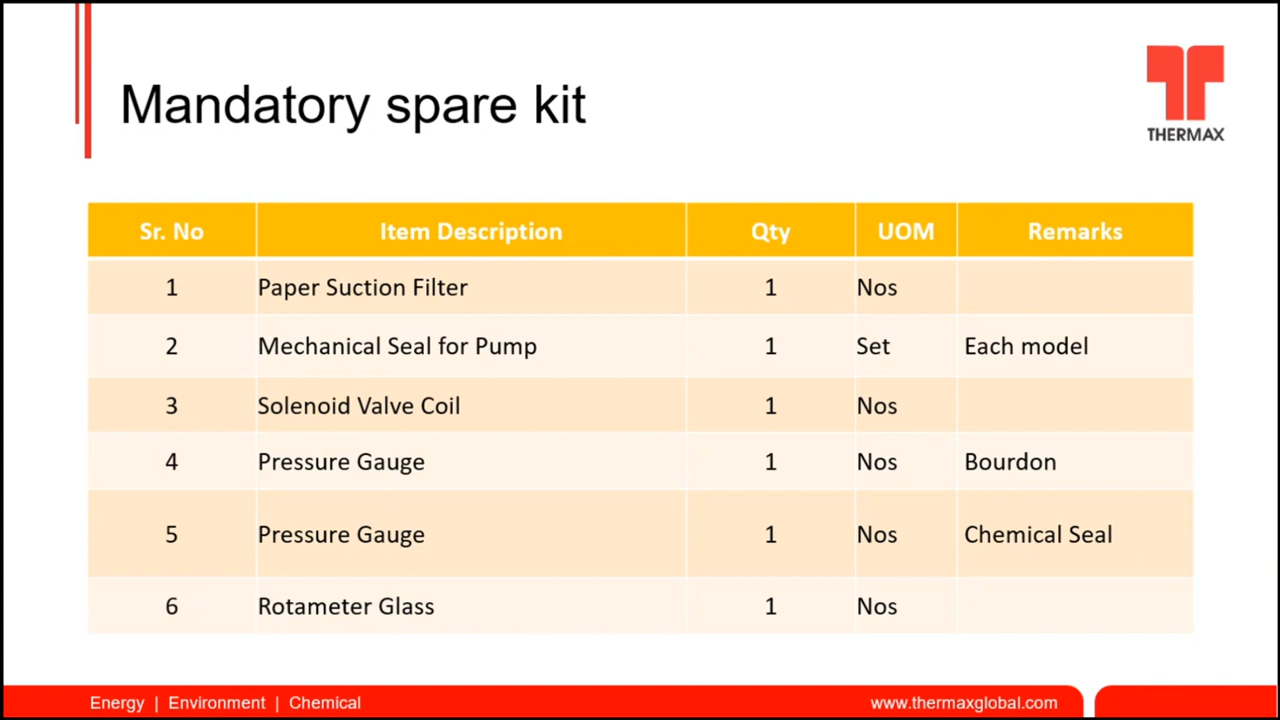 Mandatory spare kit
THERMAX
Sr. No Item Description Qty UOM Remarks
1 Paper Suction Filter 1 Nos
2 Mechanical Seal for Pump 1 Set Each model
3 Solenoid Valve Coil 1 Nos
4 Pressure Gauge 1 Nos Bourdon
5 Pressure Gauge 1 Nos Chemical Seal
6 Rotameter Glass 1 Nos
Energy | Environment | Chemical www.thermaxglobal.com